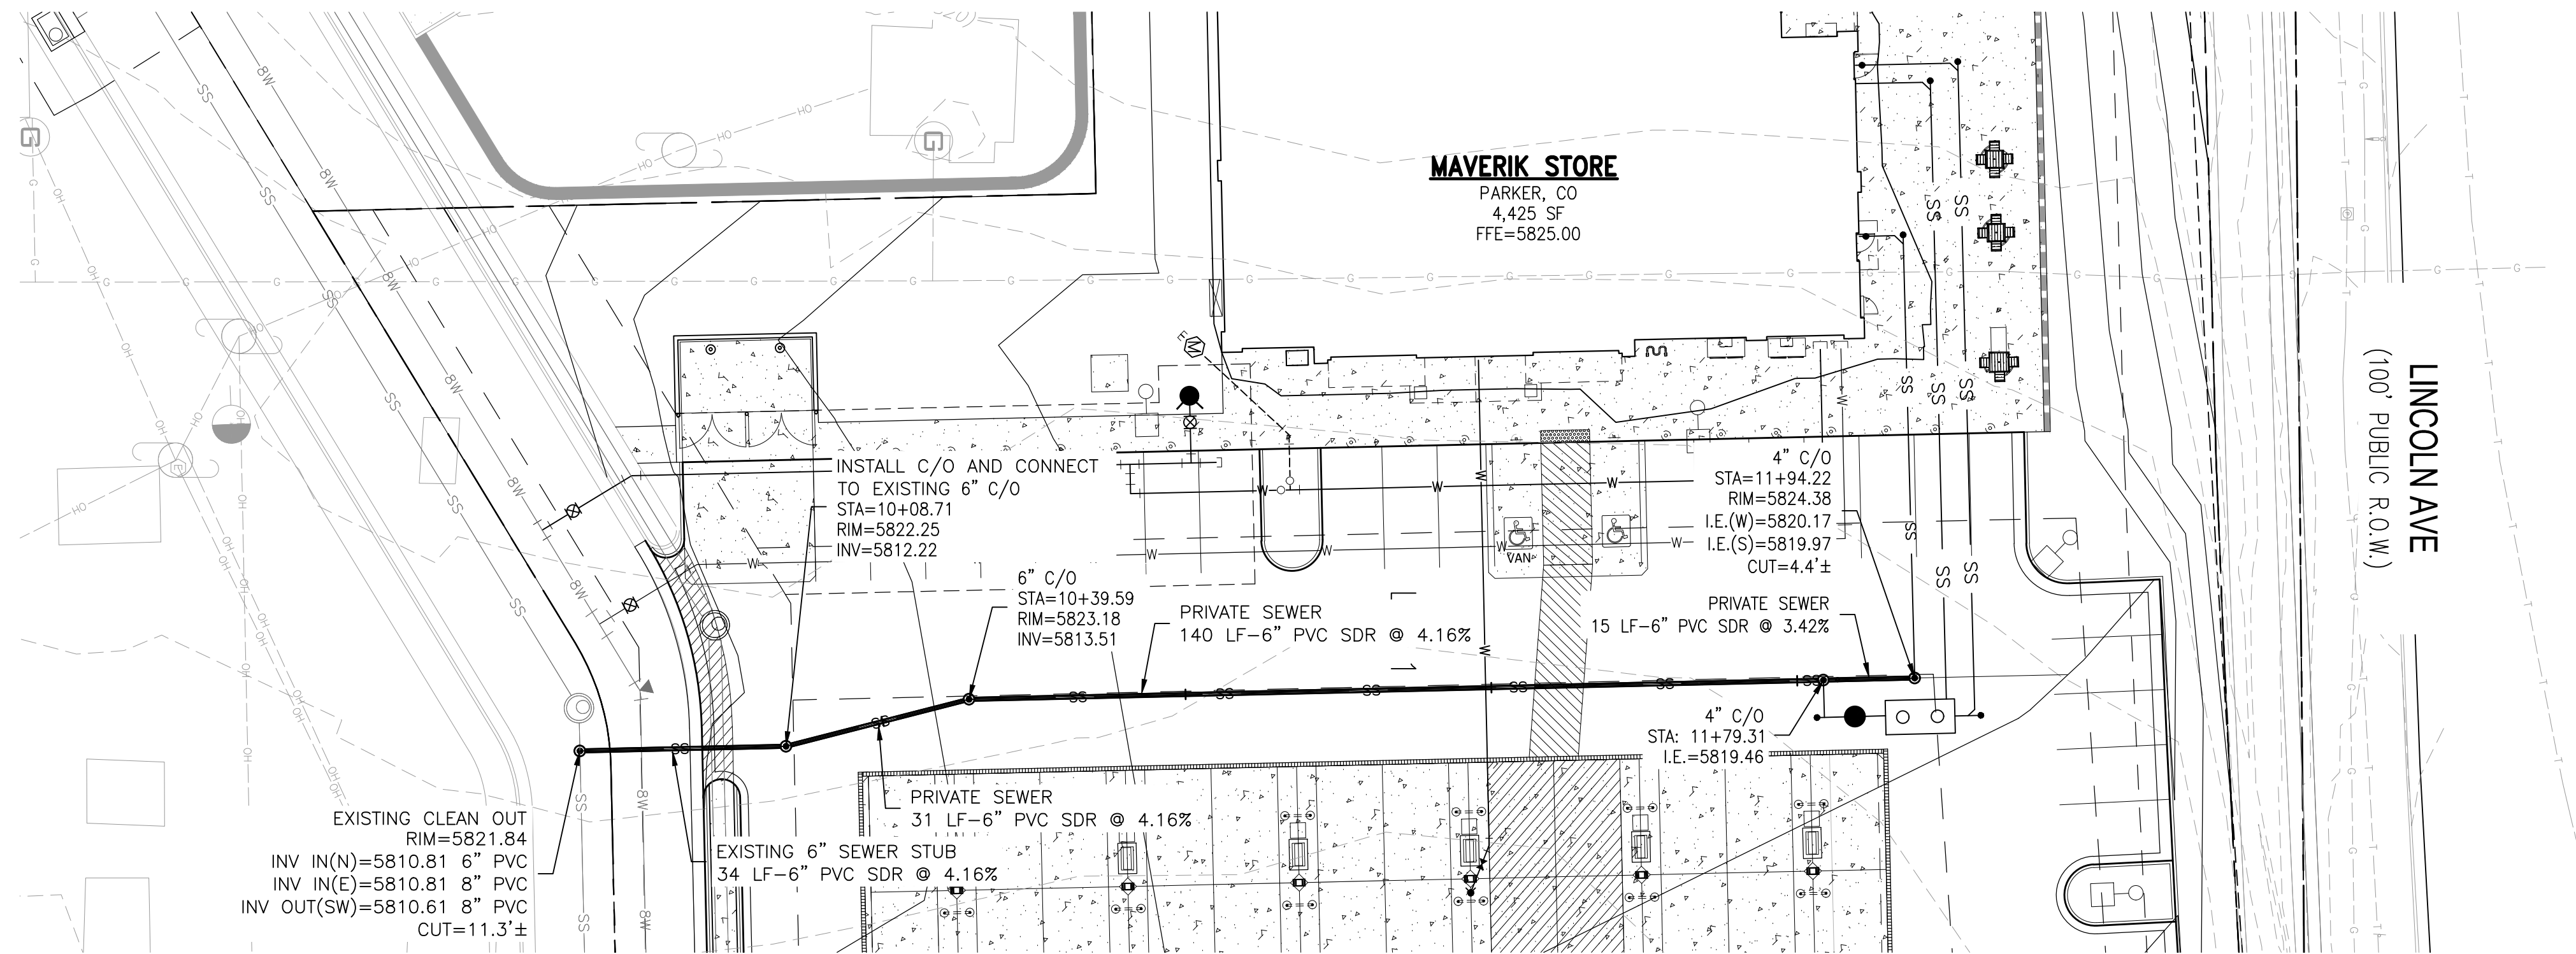 MAVERIK STORE
PARKER, CO
4,425 SF
FFE=5825.00
LINCOLN AVE
(100' PUBLIC R.O.W.)
INSTALL C/O AND CONNECT
TO EXISTING 6" C/O
STA=10+08.71
RIM=5822.25
INV=5812.22
6" C/O
STA=10+39.59
RIM=5823.18
INV=5813.51
PRIVATE SEWER
140 LF-6" PVC SDR @ 4.16%
4" C/O
STA=11+94.22
RIM=5824.38
I.E.(W)=5820.17
I.E.(S)=5819.97
CUT=4.4'±
PRIVATE SEWER
15 LF-6" PVC SDR @ 3.42%
VAN
4" C/O
STA: 11+79.31
I.E.=5819.46
PRIVATE SEWER
31 LF-6" PVC SDR @ 4.16%
EXISTING 6" SEWER STUB
34 LF-6" PVC SDR @ 4.16%
EXISTING CLEAN OUT
RIM=5821.84
INV IN(N)=5810.81 6" PVC
INV IN(E)=5810.81 8" PVC
INV OUT(SW)=5810.61 8" PVC
CUT=11.3'±
SS
8W
OH
G
W
E
M
T